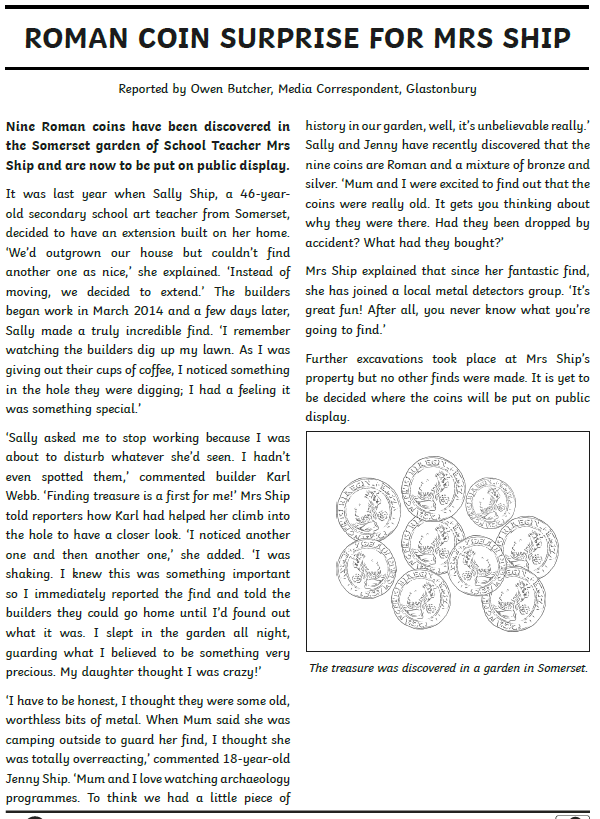 ROMAN COIN SURPRISE FOR MRS SHIP
Reported by Owen Butcher, Media Correspondent, Glastonbury
Nine Roman coins have been discovered in
the Somerset garden of School Teacher Mrs
Ship and are now to be put on public display.
It was last year when Sally Ship, a 46-year-
old secondary school art teacher from Somerset,
decided to have an extension built on her home.
‘We’d outgrown our house but couldn’t find
another one as nice,’ she explained. ‘Instead of
moving, we decided to extend.’ The builders
began work in March 2014 and a few days later,
Sally made a truly incredible find. ‘I remember
watching the builders dig up my lawn. As I was
giving out their cups of coffee, I noticed something
in the hole they were digging; I had a feeling it
was something special.’
‘Sally asked me to stop working because I was
about to disturb whatever she’d seen. I hadn’t
even spotted them,’ commented builder Karl
Webb. ‘Finding treasure is a first for me!’ Mrs Ship
told reporters how Karl had helped her climb into
the hole to have a closer look. ‘I noticed another
one and then another one,’ she added. ‘I was
shaking. I knew this was something important
so I immediately reported the find and told the
builders they could go home until I’d found out
what it was. I slept in the garden all night,
guarding what I believed to be something very
precious. My daughter thought I was crazy!’
‘I have to be honest, I thought they were some old,
worthless bits of metal. When Mum said she was
camping outside to guard her find, I thought she
was totally overreacting,’ commented 18-year-old
Jenny Ship. ‘Mum and I love watching archaeology
programmes. To think we had a little piece of
history in our garden, well, it’s unbelievable really.’
Sally and Jenny have recently discovered that the
nine coins are Roman and a mixture of bronze and
silver. ‘Mum and I were excited to find out that the
coins were really old. It gets you thinking about
why they were there. Had they been dropped by
accident? What had they bought?’
Mrs Ship explained that since her fantastic find,
she has joined a local metal detectors group. ‘It’s
great fun! After all, you never know what you’re
going to find.’
Further excavations took place at Mrs Ship’s
property but no other finds were made. It is yet to
be decided where the coins will be put on public
display.
The treasure was discovered in a garden in Somerset.